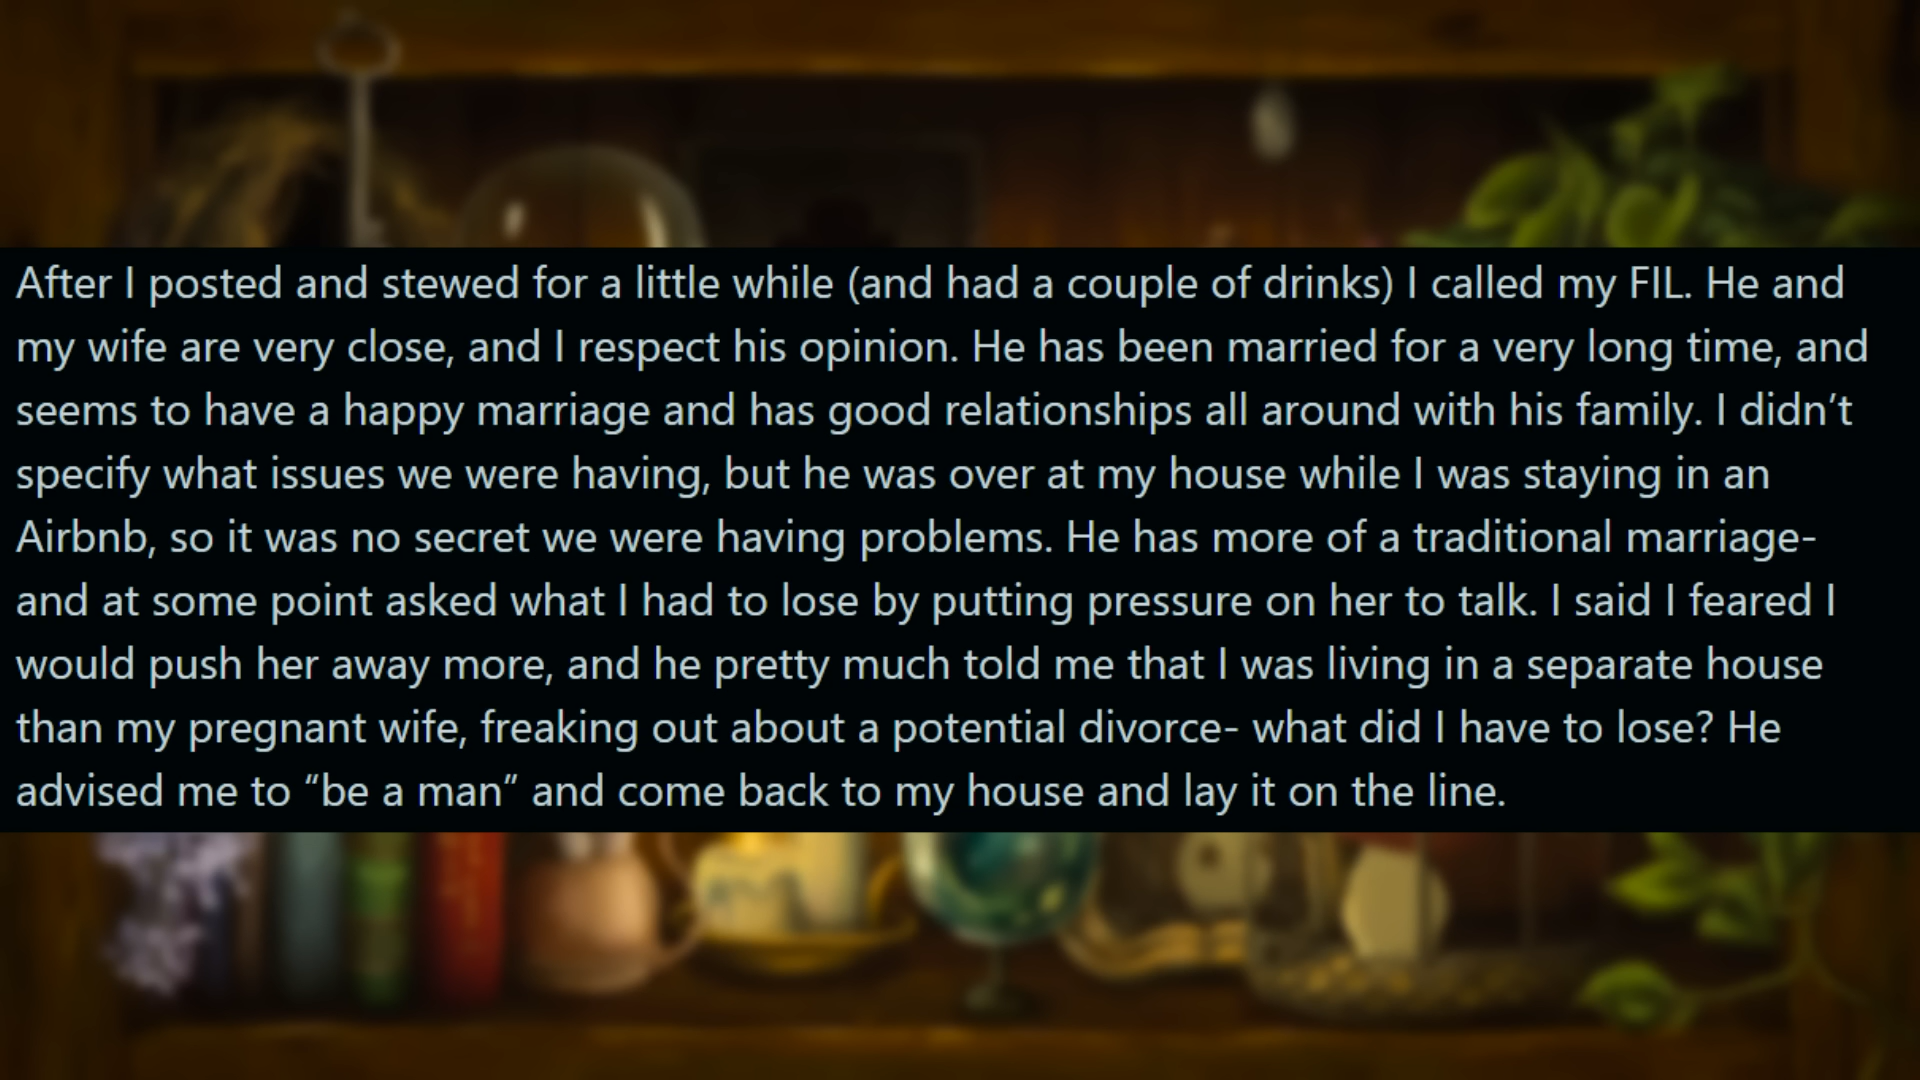 After I posted and stewed for a little while (and had a couple of drinks) I called my FIL. He and
my wife are very close, and I respect his opinion. He has been married for a very long time, and
seems to have a happy marriage and has good relationships all around with his family. I didn’t
specify what issues we were having, but he was over at my house while I was staying in an
Airbnb, so it was no secret we were having problems. He has more of a traditional marriage-
and at some point asked what I had to lose by putting pressure on her to talk. I said I feared I
would push her away more, and he pretty much told me that I was living in a separate house
than my pregnant wife, freaking out about a potential divorce- what did I have to lose? He
advised me to “be a man” and come back to my house and lay it on the line.